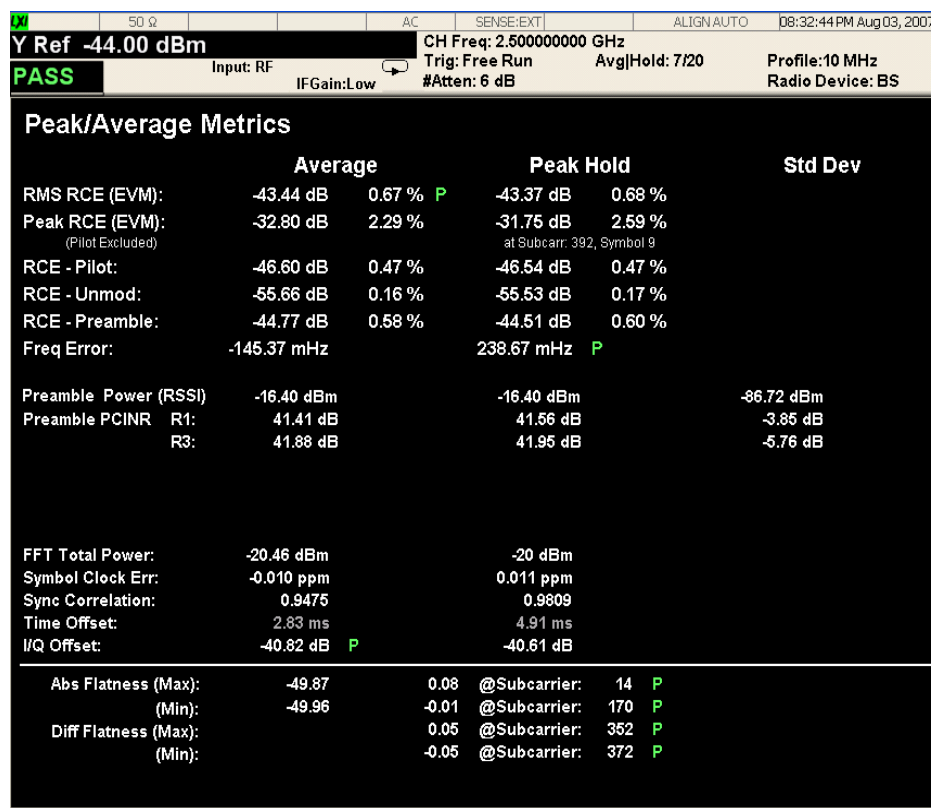 LXI 50 Ω AC SENSE:EXT ALIGN AUTO 08:32:44 PM Aug 03, 2007
Y Ref -44.00 dBm CH Freq: 2.500000000 GHz
Input: RF Trig: Free Run Avg|Hold: 7/20 Profile:10 MHz
PASS IFGain:Low #Atten: 6 dB Radio Device: BS
Peak/Average Metrics
Average Peak Hold Std Dev
RMS RCE (EVM): -43.44 dB 0.67 % P -43.37 dB 0.68 %
Peak RCE (EVM): -32.80 dB 2.29 % -31.75 dB 2.59 %
(Pilot Excluded) at Subcarr: 392, Symbol 9
RCE - Pilot: -46.60 dB 0.47 % -46.54 dB 0.47 %
RCE - Unmod: -55.66 dB 0.16 % -55.53 dB 0.17 %
RCE - Preamble: -44.77 dB 0.58 % -44.51 dB 0.60 %
Freq Error: -145.37 mHz 238.67 mHz P
Preamble Power (RSSI) -16.40 dBm -16.40 dBm -86.72 dBm
Preamble PCINR R1: 41.41 dB 41.56 dB -3.85 dB
R3: 41.88 dB 41.95 dB -5.76 dB
FFT Total Power: -20.46 dBm -20 dBm
Symbol Clock Err: -0.010 ppm 0.011 ppm
Sync Correlation: 0.9475 0.9809
Time Offset: 2.83 ms 4.91 ms
I/Q Offset: -40.82 dB P -40.61 dB
Abs Flatness (Max): -49.87 0.08 @Subcarrier: 14 P
(Min): -49.96 -0.01 @Subcarrier: 170 P
Diff Flatness (Max): 0.05 @Subcarrier: 352 P
(Min): -0.05 @Subcarrier: 372 P